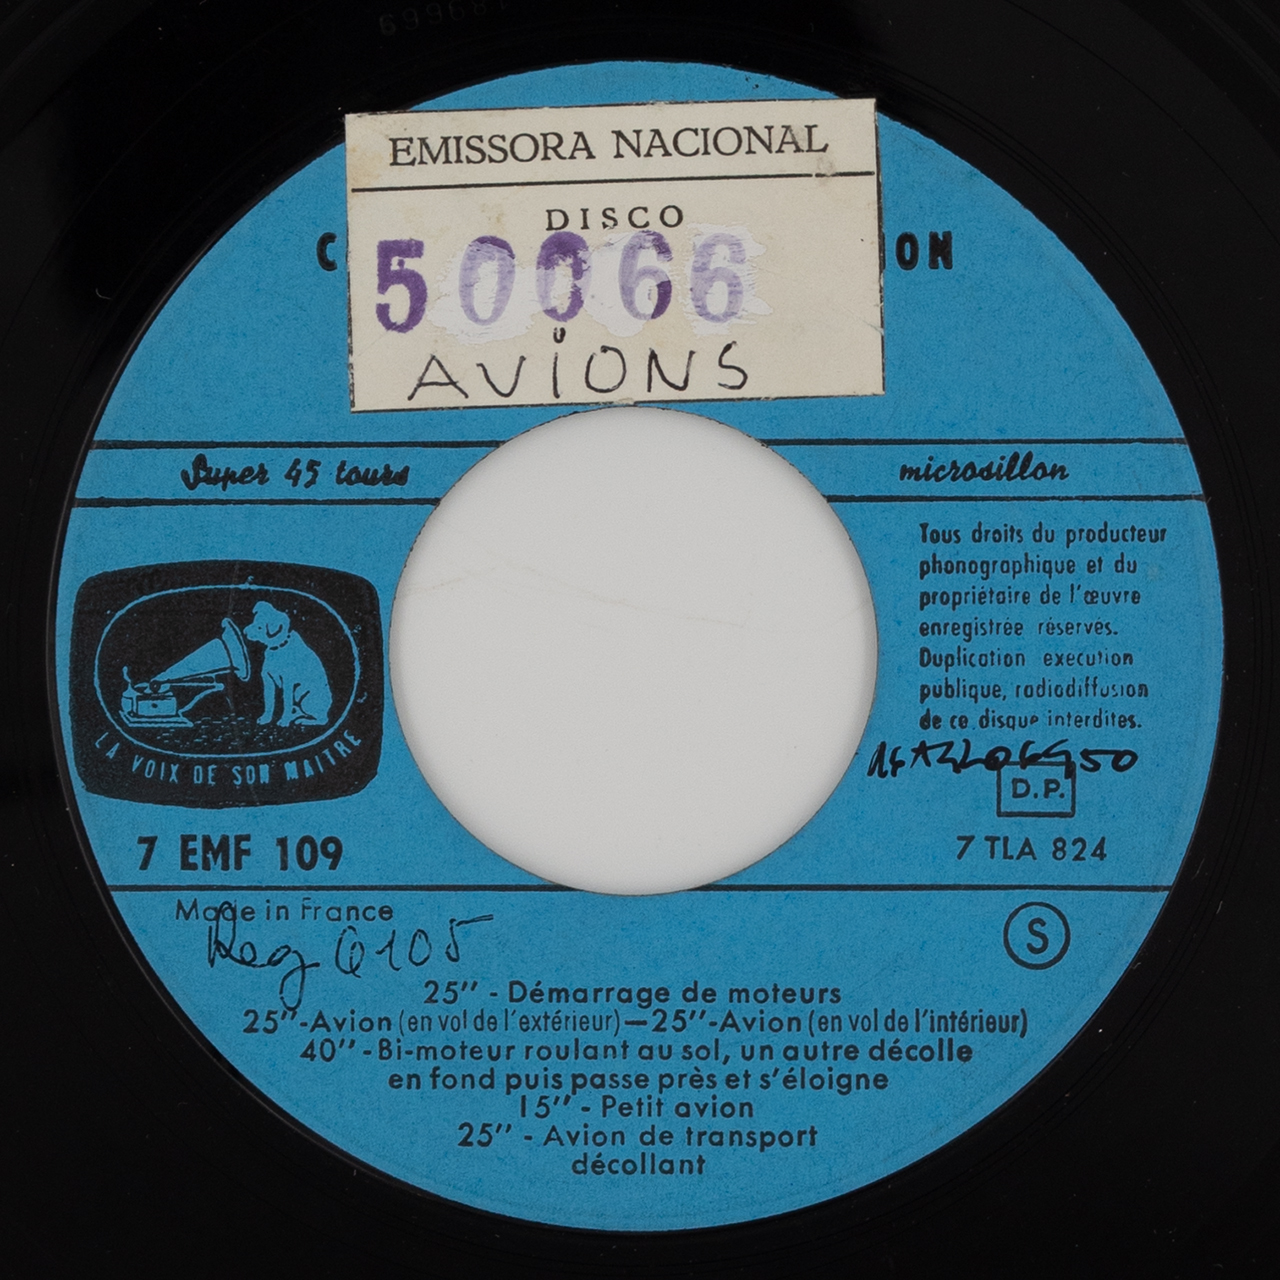 EMISSORA NACIONAL
DISCO
50066
AVIONS
C
ON
Super 45 tours
microsillon
Tous droits du producteur
phonographique et du
propriétaire de l'œuvre
enregistrée réservés.
Duplication execution
publique, radiodiffusion
de ce disque interdites.
LA VOIX DE SON MAITRE
D.P.
7 EMF 109
7 TLA 824
Made in France
Reg 6105
S
25" - Démarrage de moteurs
25"-Avion (en vol de l'extérieur)—25"-Avion (en vol de l'intérieur)
40" - Bi-moteur roulant au sol, un autre décolle
en fond puis passe près et s'éloigne
15" - Petit avion
25" - Avion de transport
décollant